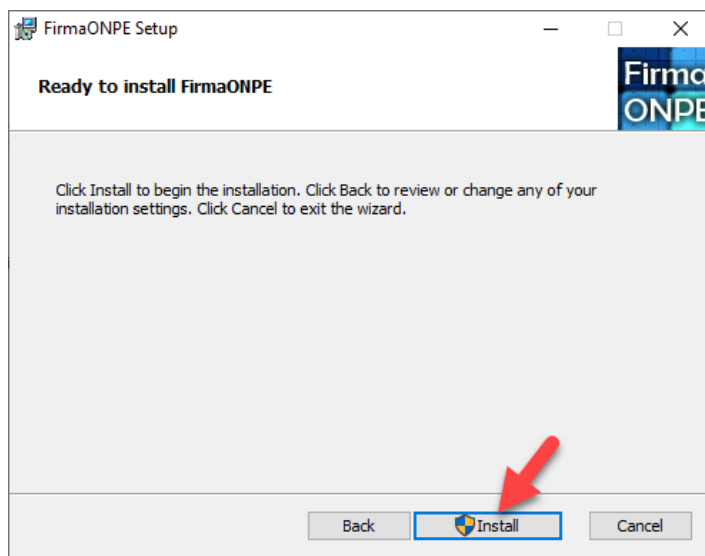 FirmaONPE Setup
Ready to install FirmaONPE
Firma
ONPE
Click Install to begin the installation. Click Back to review or change any of your
installation settings. Click Cancel to exit the wizard.
Back
Install
Cancel